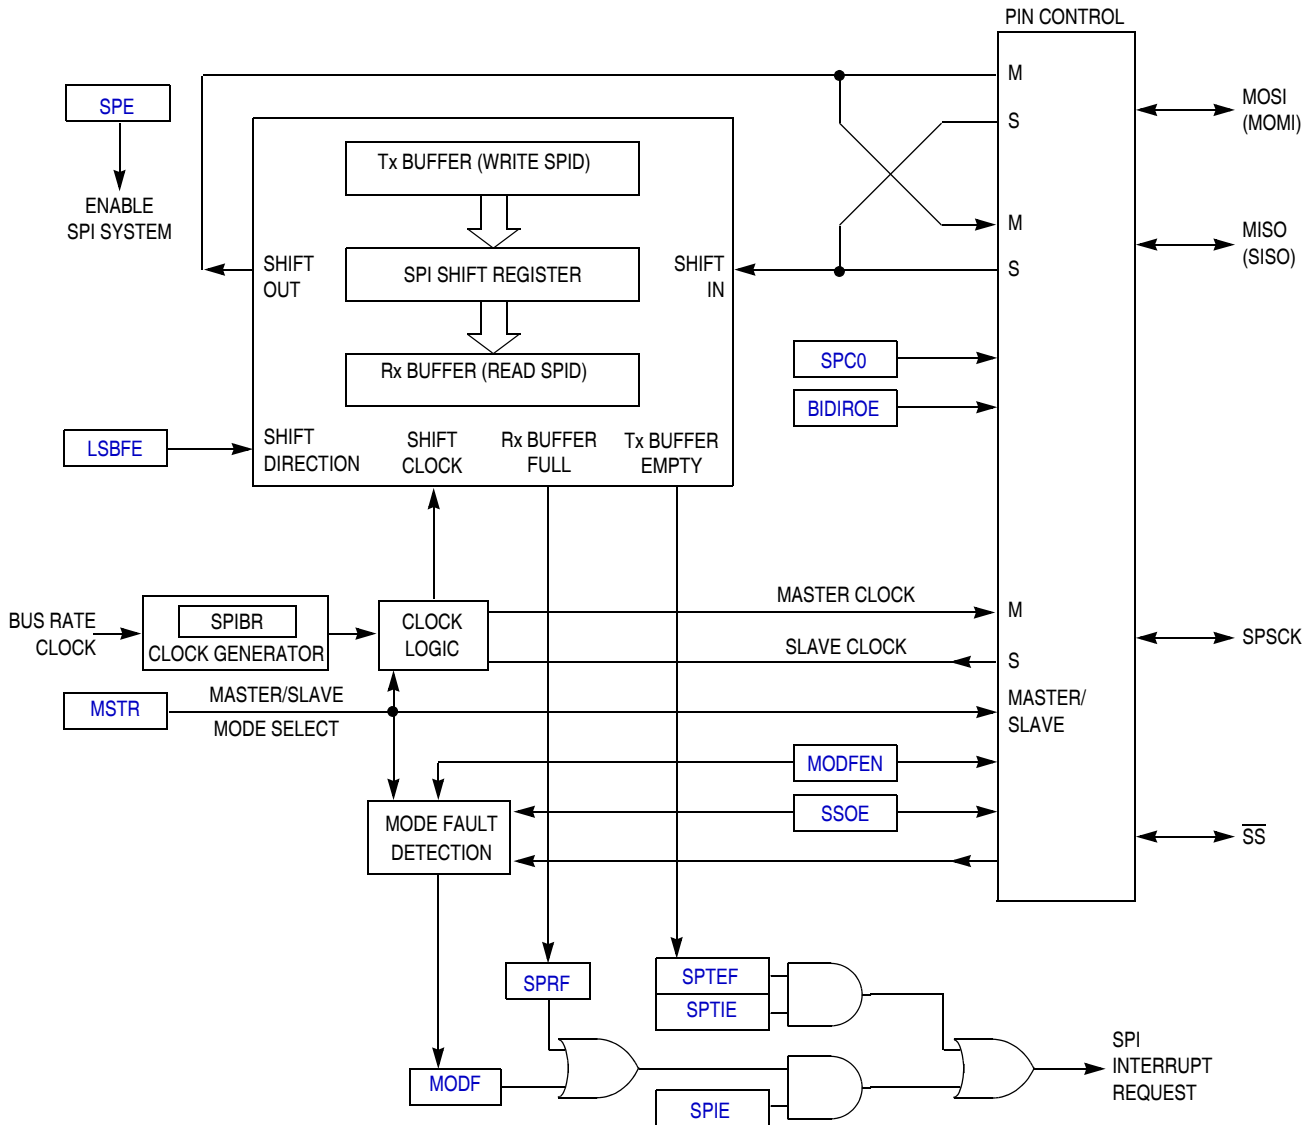 PIN CONTROL
M
S
MOSI
(MOMI)
SPE
ENABLE
SPI SYSTEM
Tx BUFFER (WRITE SPID)
SHIFT
OUT
SPI SHIFT REGISTER
SHIFT
IN
Rx BUFFER (READ SPID)
M
S
MISO
(SISO)
SPC0
BIDIROE
LSBFE
SHIFT
DIRECTION
SHIFT
CLOCK
Rx BUFFER
FULL
Tx BUFFER
EMPTY
BUS RATE
CLOCK
SPIBR
CLOCK GENERATOR
CLOCK
LOGIC
MASTER CLOCK
M
SLAVE CLOCK
S
SPSCK
MSTR
MASTER/SLAVE
MODE SELECT
MASTER/
SLAVE
MODFEN
SSOE
MODE FAULT
DETECTION
SS
SPRF
SPTEF
SPTIE
MODF
SPIE
SPI
INTERRUPT
REQUEST